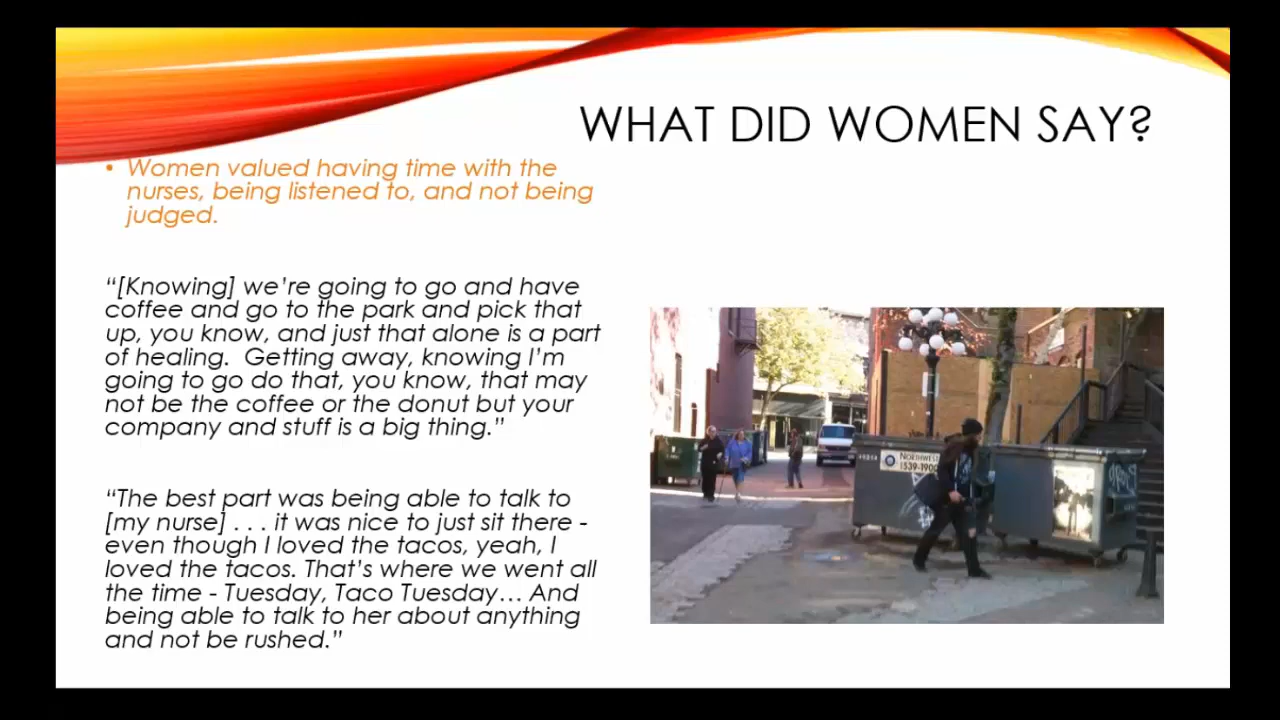 WHAT DID WOMEN SAY?
• Women valued having time with the
nurses, being listened to, and not being
judged.
“[Knowing] we’re going to go and have
coffee and go to the park and pick that
up, you know, and just that alone is a part
of healing.  Getting away, knowing I’m
going to go do that, you know, that may
not be the coffee or the donut but your
company and stuff is a big thing.”
“The best part was being able to talk to
[my nurse] . . . it was nice to just sit there -
even though I loved the tacos, yeah, I
loved the tacos. That’s where we went all
the time - Tuesday, Taco Tuesday… And
being able to talk to her about anything
and not be rushed.”
NORTHWEST